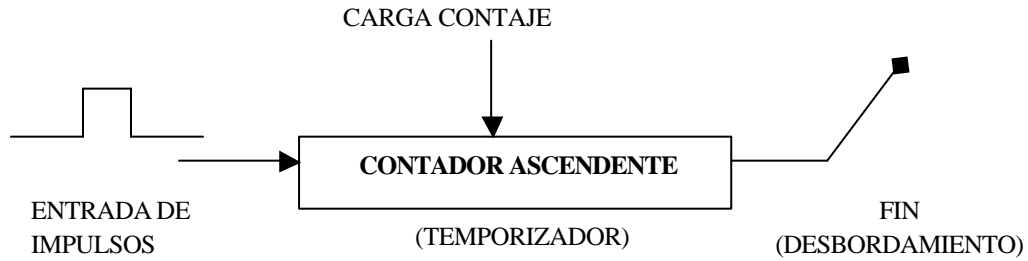 CARGA CONTAJE
CONTADOR ASCENDENTE
ENTRADA DE
IMPULSOS
(TEMPORIZADOR)
FIN
(DESBORDAMIENTO)